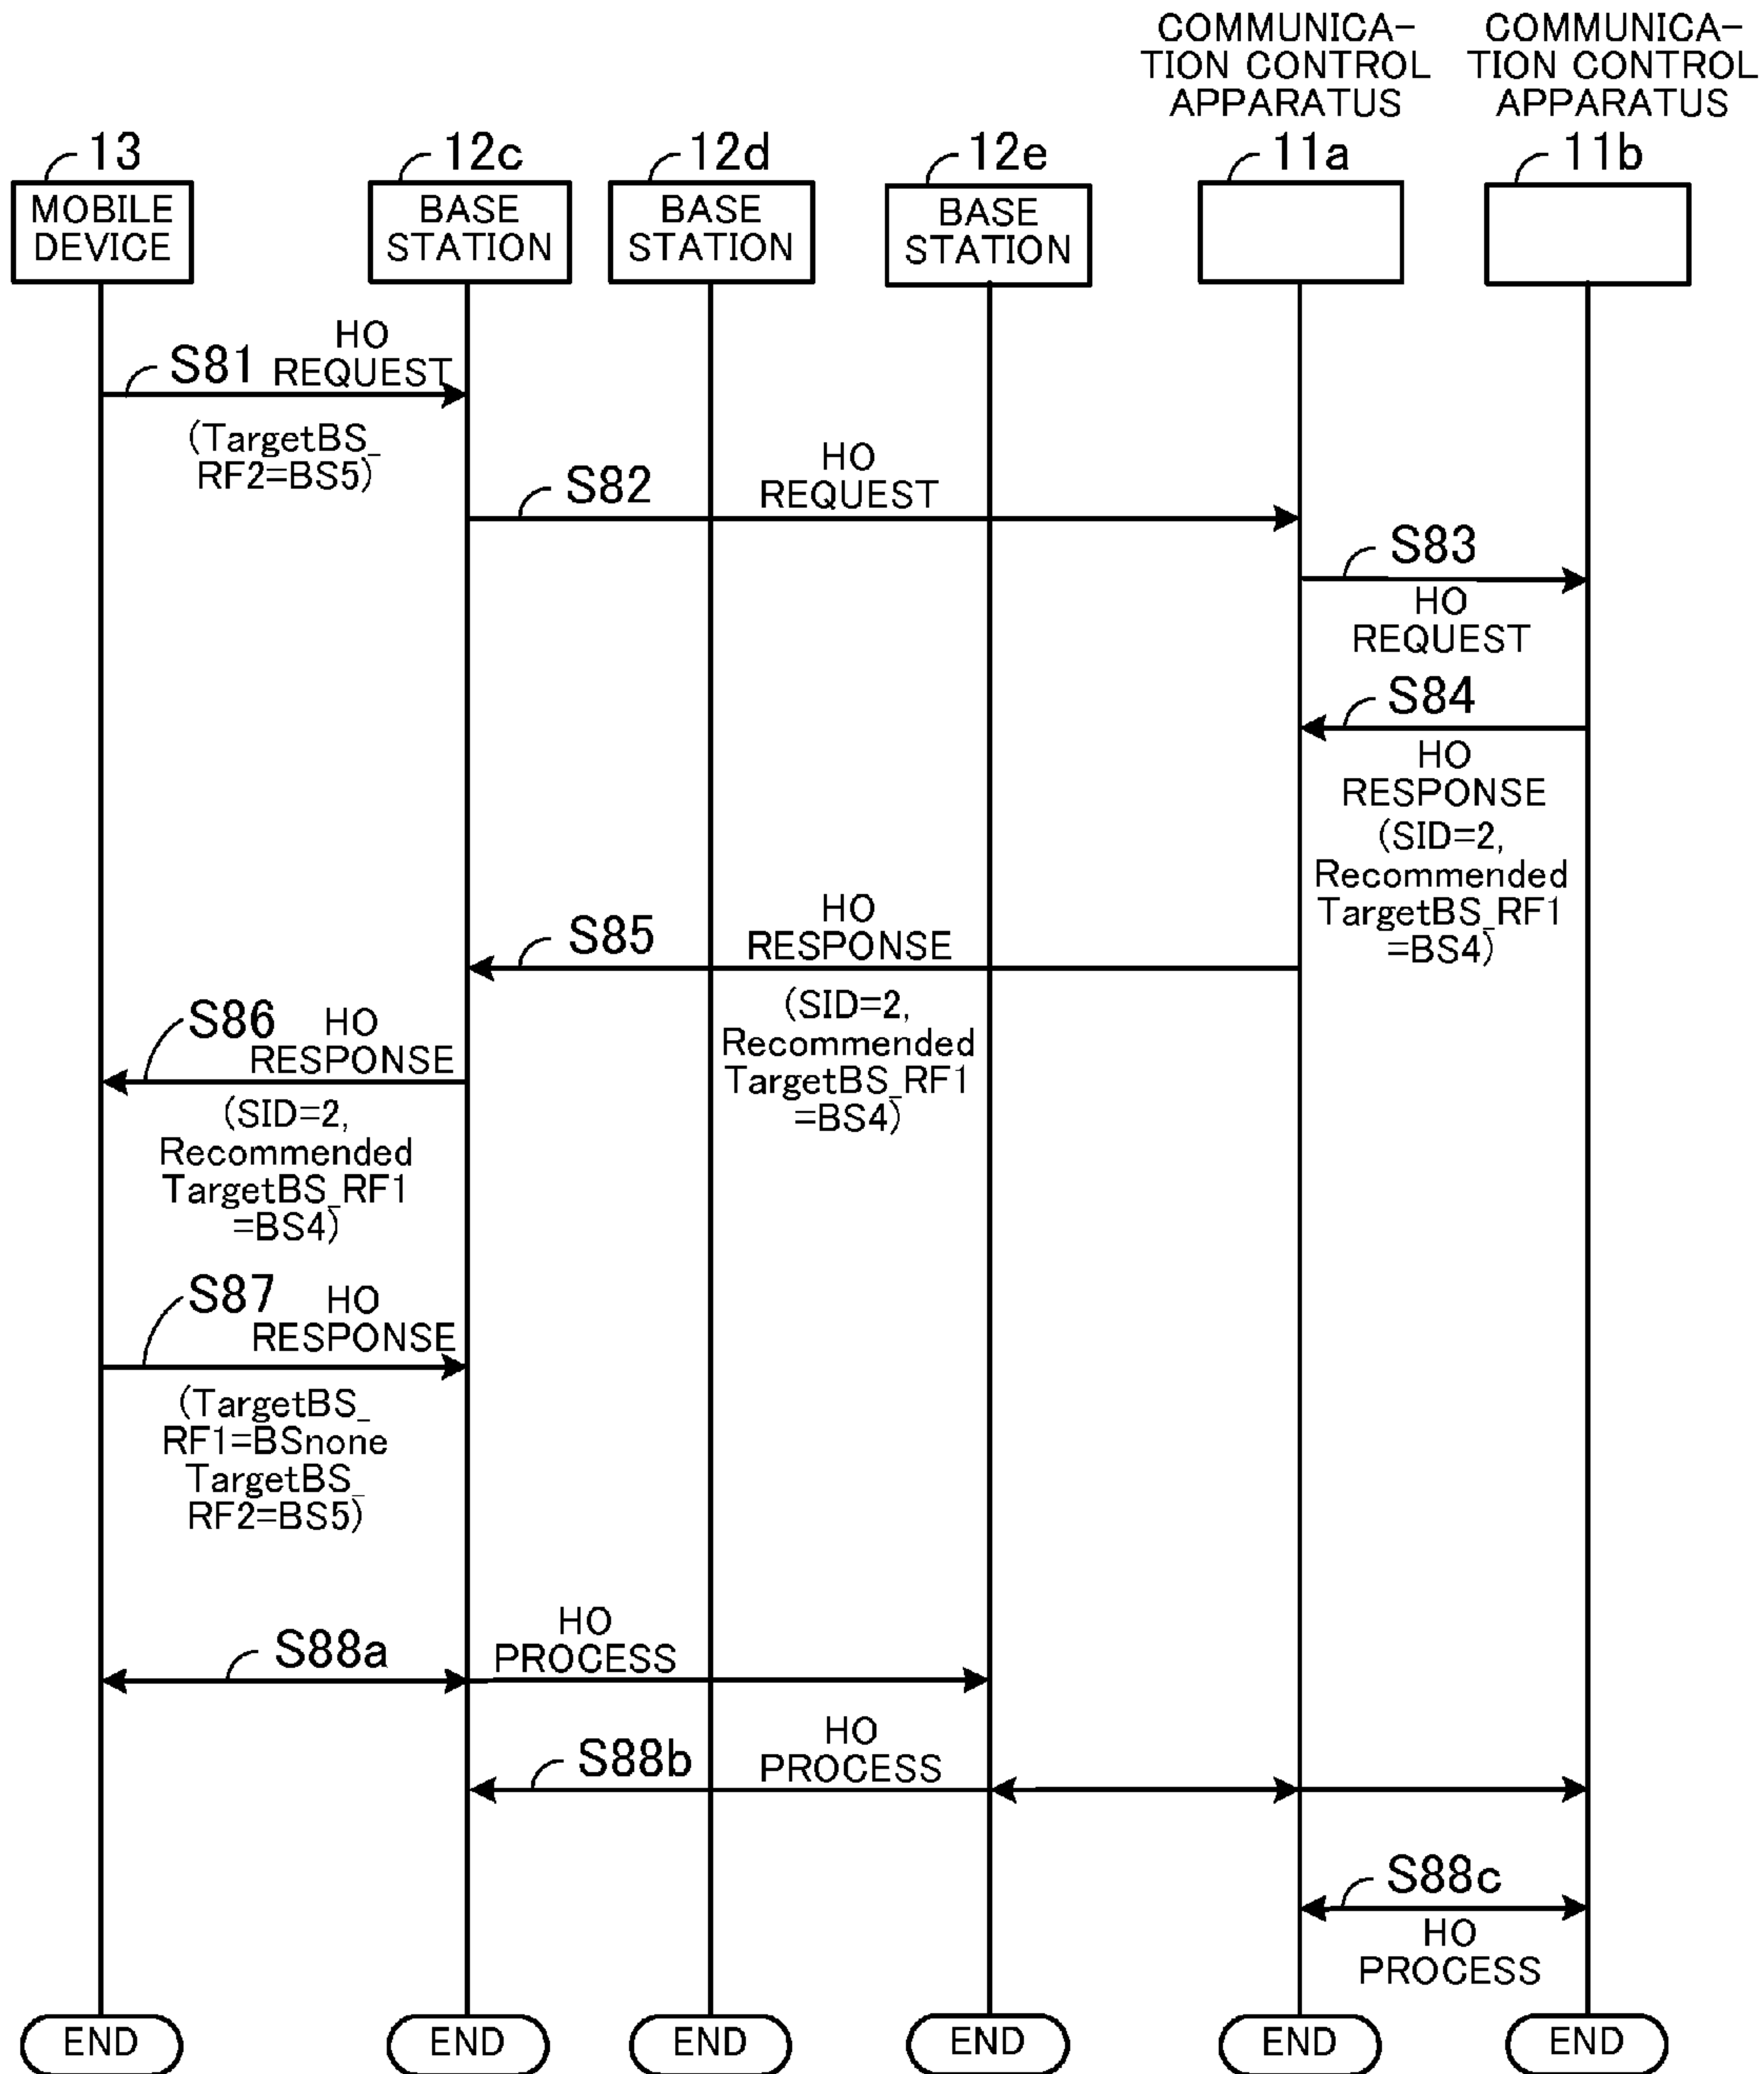 COMMUNICA-
TION CONTROL
APPARATUS
COMMUNICA-
TION CONTROL
APPARATUS
13
12c
12d
12e
11a
11b
MOBILE
DEVICE
BASE
STATION
BASE
STATION
BASE
STATION
S81
HO
REQUEST
(TargetBS_
RF2=BS5)
S82
HO
REQUEST
S83
HO
REQUEST
S84
HO
RESPONSE
(SID=2,
Recommended
TargetBS_RF1
=BS4)
S85
HO
RESPONSE
(SID=2,
Recommended
TargetBS_RF1
=BS4)
S86
HO
RESPONSE
(SID=2,
Recommended
TargetBS_RF1
=BS4)
S87
HO
RESPONSE
(TargetBS_
RF1=BSnone
TargetBS_
RF2=BS5)
S88a
HO
PROCESS
S88b
HO
PROCESS
S88c
HO
PROCESS
END
END
END
END
END
END